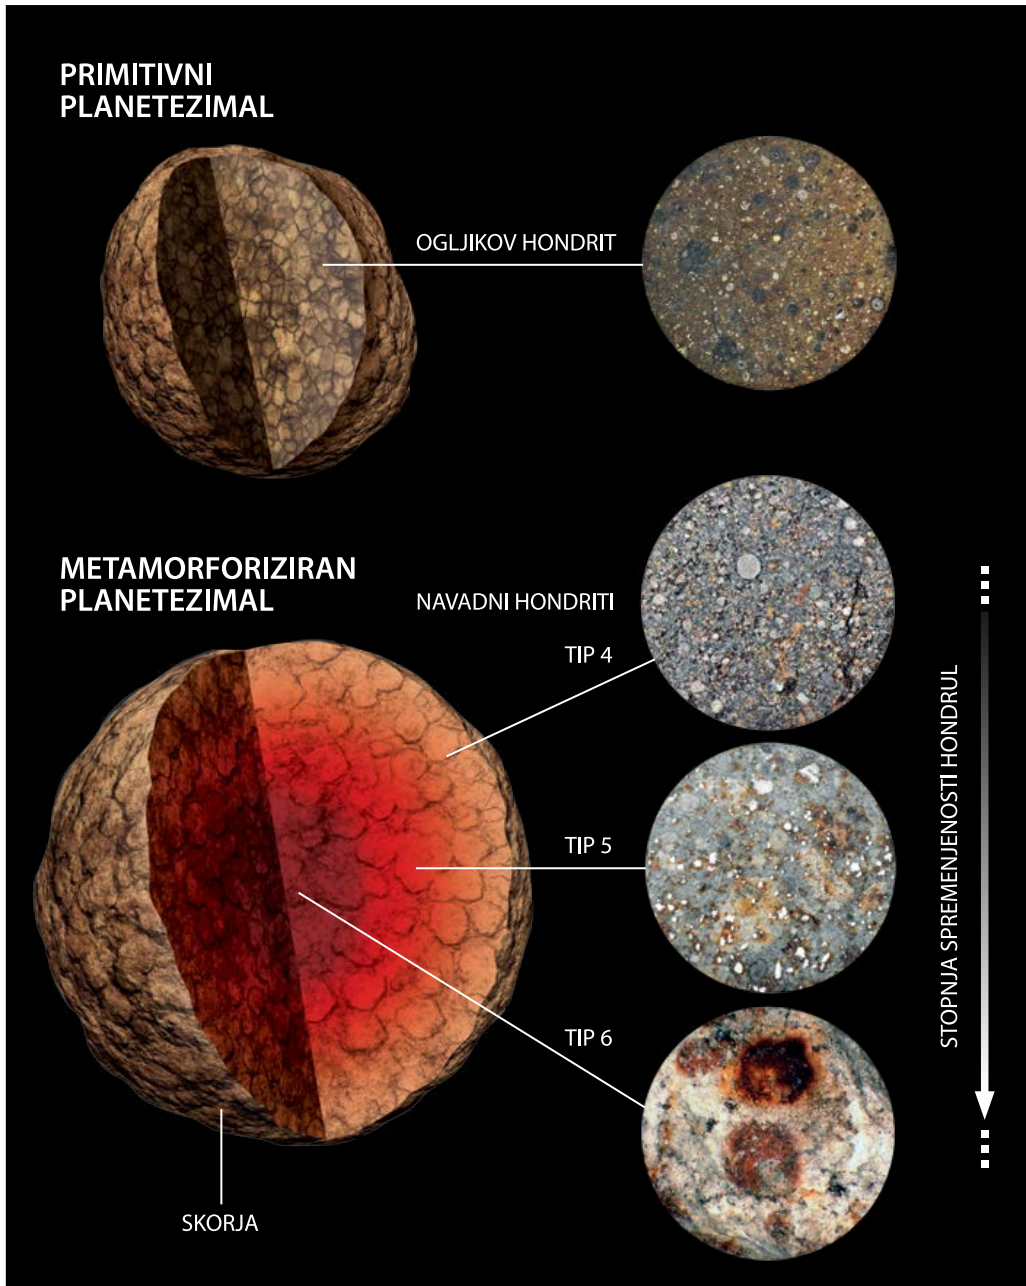 PRIMITIVNI
PLANETEZIMAL
OGLJIKOV HONDRIT
METAMORFORIZIRAN
PLANETEZIMAL
NAVADNI HONDRITI
TIP 4
TIP 5
TIP 6
SKORJA
STOPNJA SPREMENJENOSTI HONDRUL